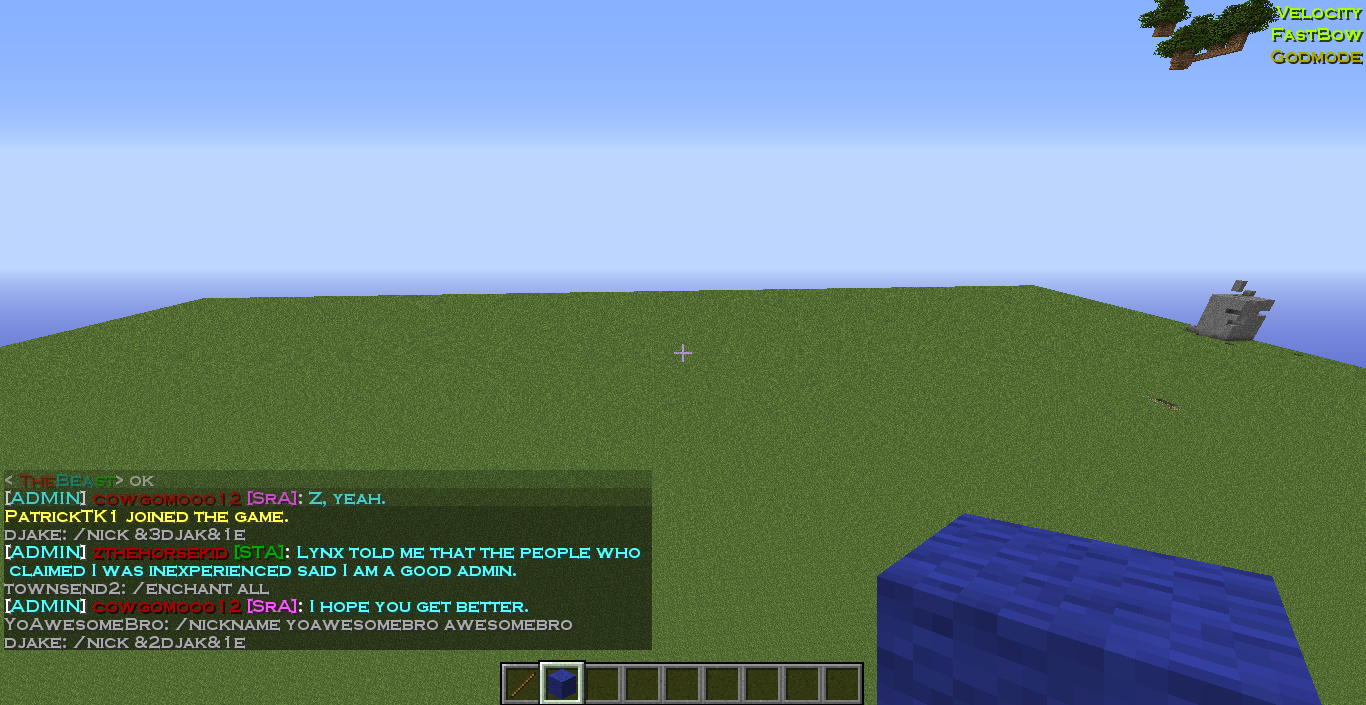 Velocity
FastBow
Godmode
< TheBeast> ok
[ADMIN] cowgomooo12 [SrA]: Z, yeah.
PatrickTK1 joined the game.
djake: /nick &3djak&1e
[ADMIN] zthehorsekid [STA]: Lynx told me that the people who
claimed I was inexperienced said I am a good admin.
townsend2: /enchant all
[ADMIN] cowgomooo12 [SrA]: I hope you get better.
YoAwesomeBro: /nickname yoawesomebro awesomebro
djake: /nick &2djak&1e